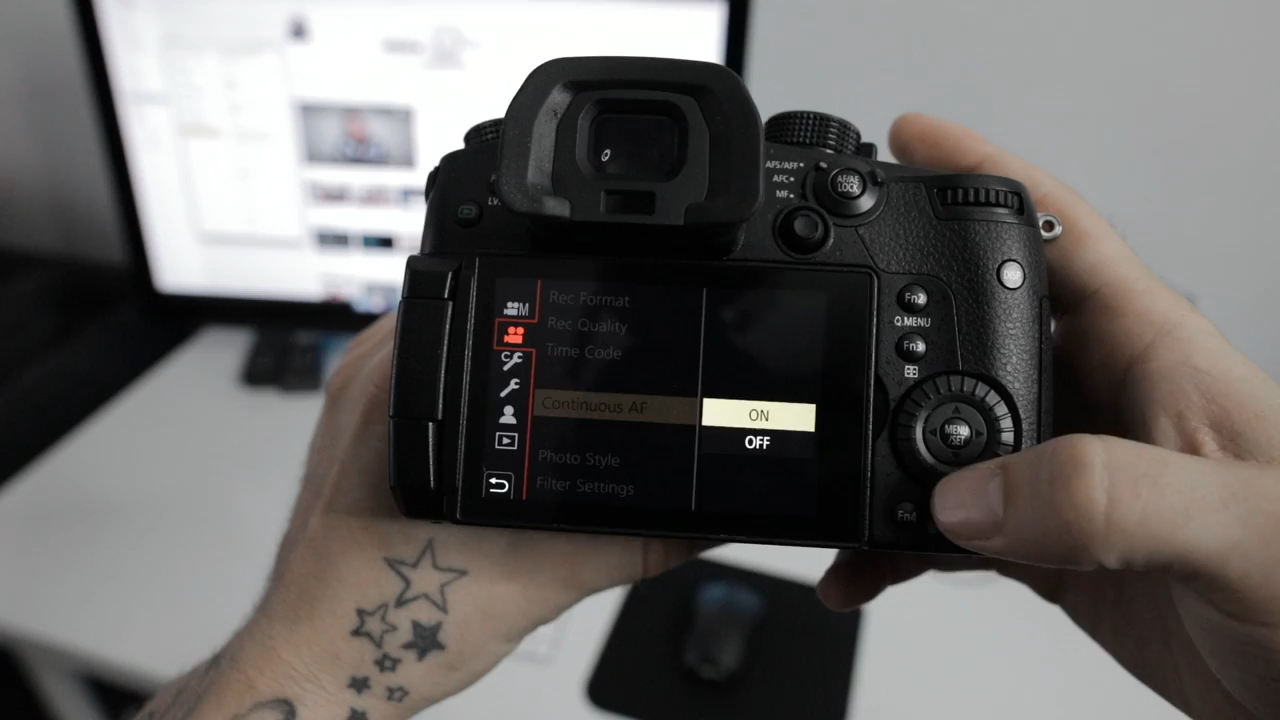 AFS/AFF
AFC
MF
AF/AE
LOCK
LV
DISP
Fn2
Q.MENU
Fn3
MENU
/SET
Fn4
M
Rec Format
Rec Quality
Time Code
C
Continuous AF
ON
OFF
Photo Style
Filter Settings